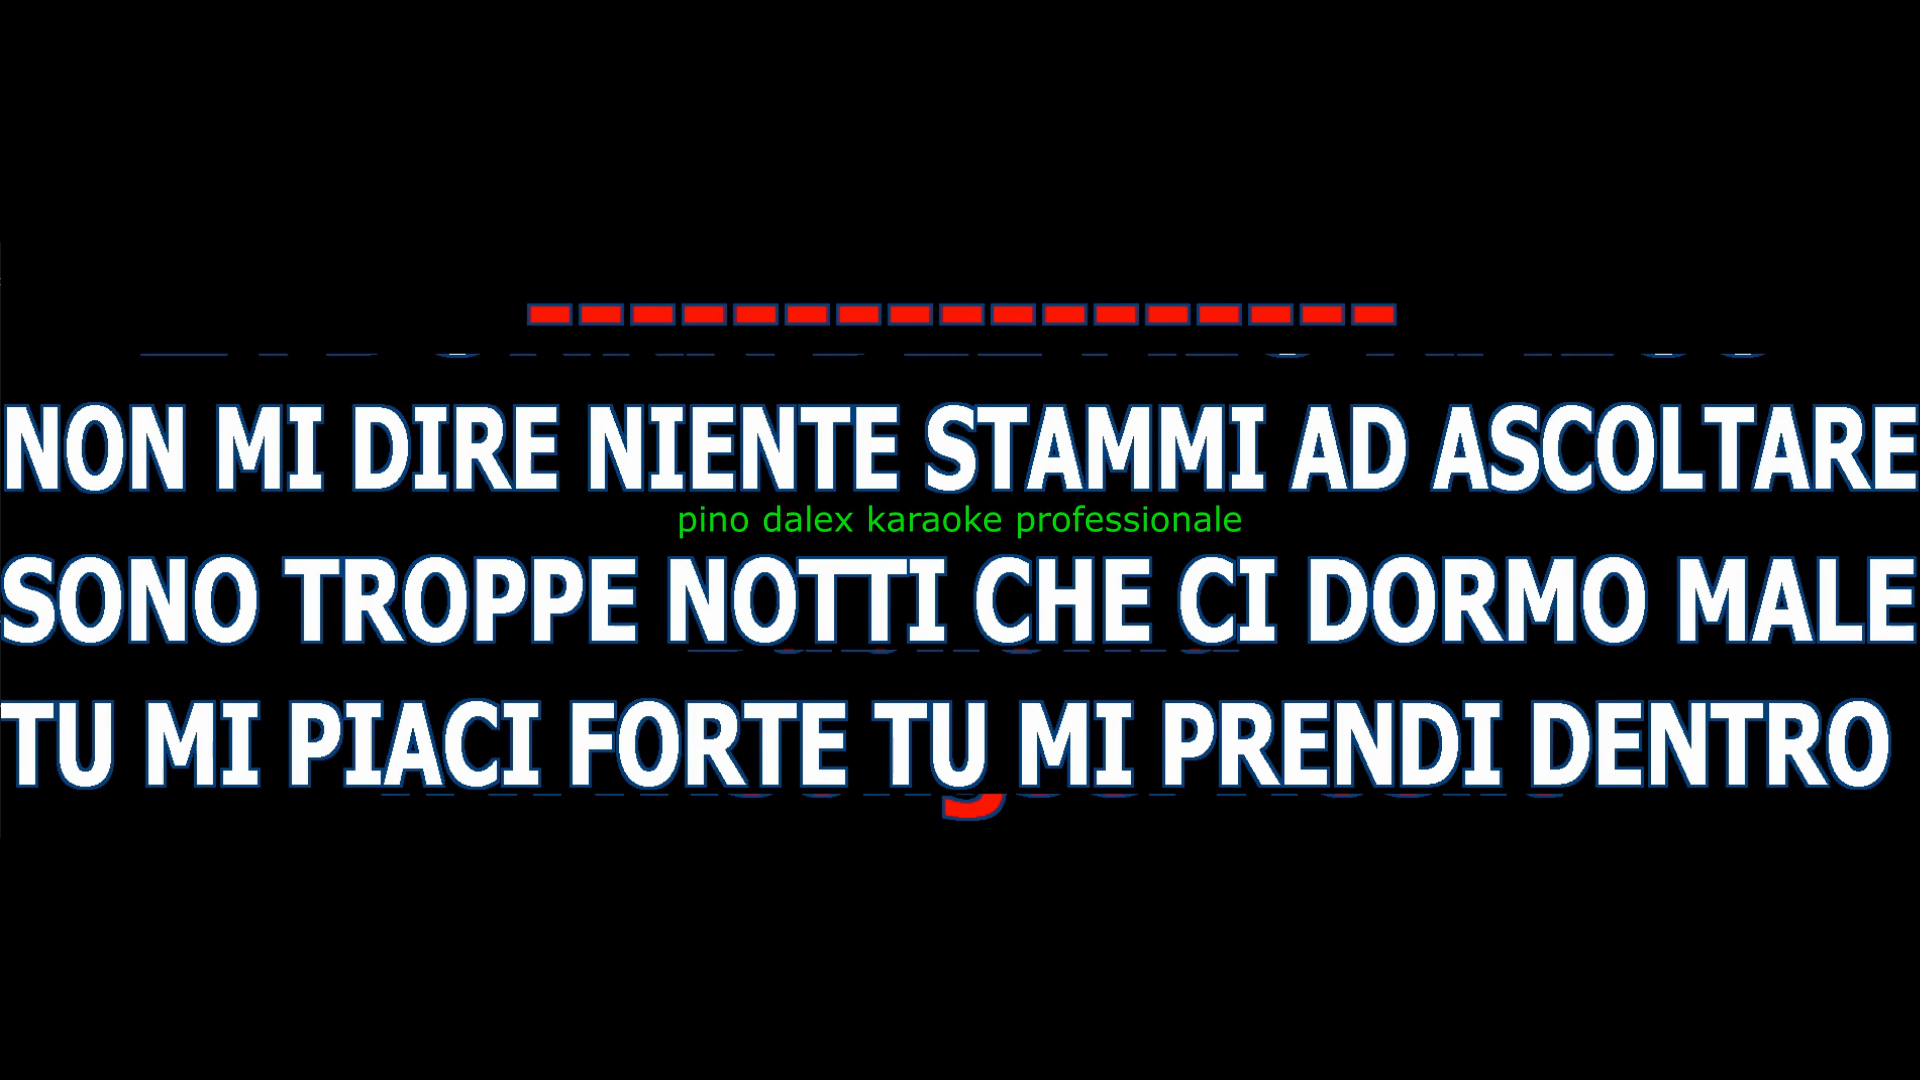 -----------------
NON MI DIRE NIENTE STAMMI AD ASCOLTARE
pino dalex karaoke professionale
SONO TROPPE NOTTI CHE CI DORMO MALE
TU MI PIACI FORTE TU MI PRENDI DENTRO